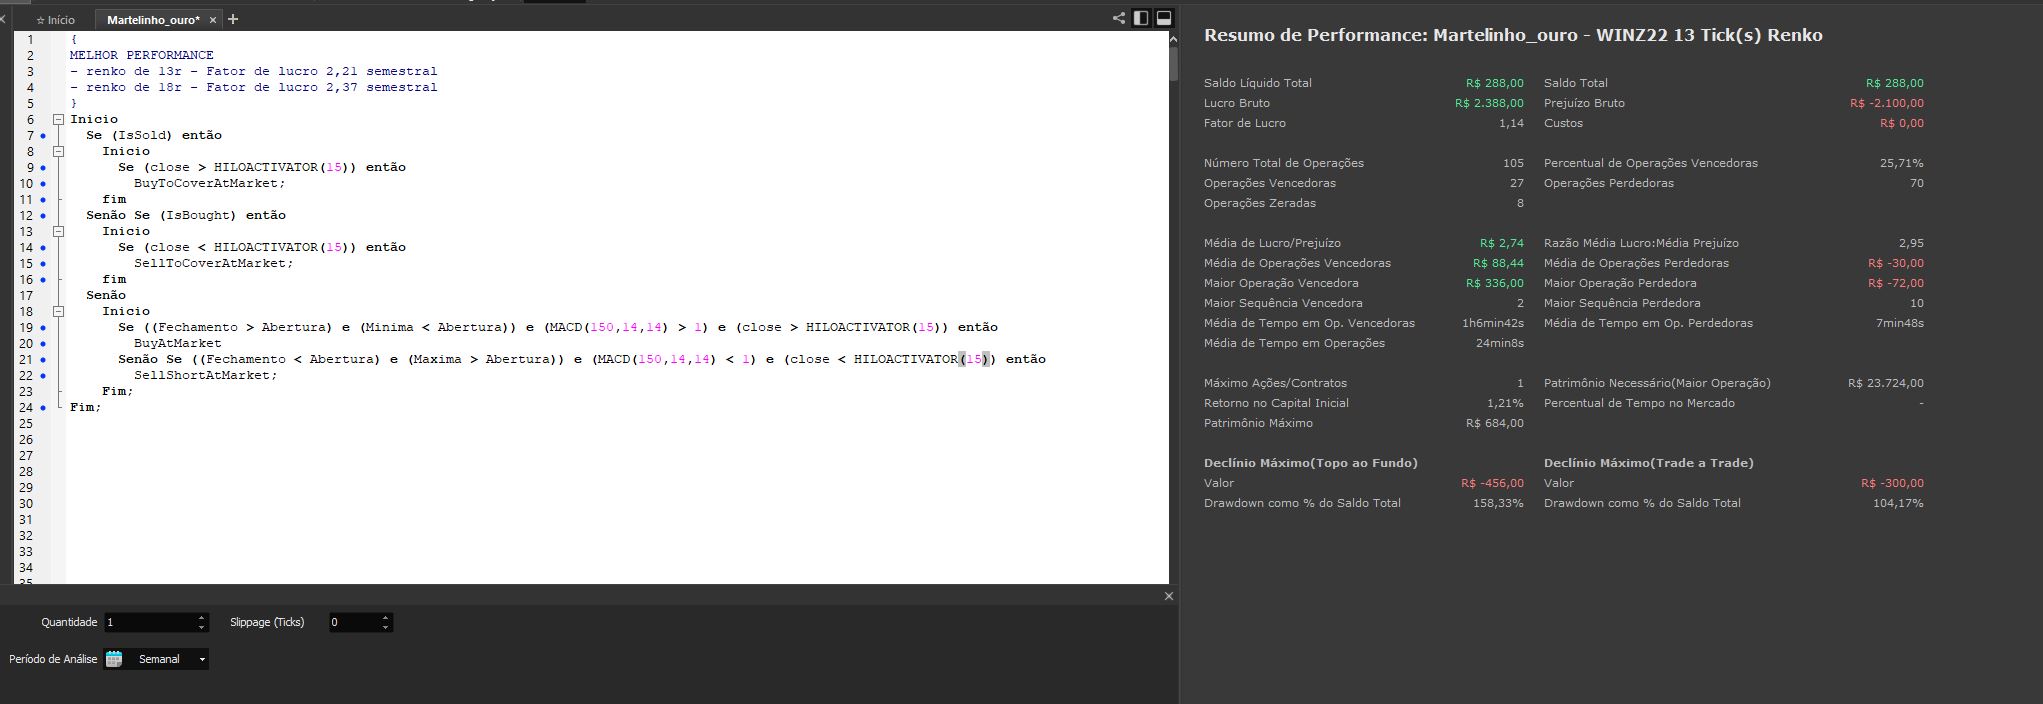 ☆ Início
Martelinho_ouro* × +
1 {
2 MELHOR PERFORMANCE
3 - renko de 13r - Fator de lucro 2,21 semestral
4 - renko de 18r - Fator de lucro 2,37 semestral
5 }
6 Inicio
7 Se (IsSold) então
8 Inicio
9 Se (close > HILOACTIVATOR(15)) então
10 BuyToCoverAtMarket;
11 fim
12 Senão Se (IsBought) então
13 Inicio
14 Se (close < HILOACTIVATOR(15)) então
15 SellToCoverAtMarket;
16 fim
17 Senão
18 Inicio
19 Se ((Fechamento > Abertura) e (Minima < Abertura)) e (MACD(150,14,14) > 1) e (close > HILOACTIVATOR(15)) então
20 BuyAtMarket
21 Senão Se ((Fechamento < Abertura) e (Maxima > Abertura)) e (MACD(150,14,14) < 1) e (close < HILOACTIVATOR(15)) então
22 SellShortAtMarket;
23 Fim;
24 Fim;
25
26
27
28
29
30
31
32
33
34
35
Quantidade 1 Slippage (Ticks) 0
Período de Análise Semanal
Resumo de Performance: Martelinho_ouro - WINZ22 13 Tick(s) Renko
Saldo Líquido Total R$ 288,00 Saldo Total R$ 288,00
Lucro Bruto R$ 2.388,00 Prejuízo Bruto R$ -2.100,00
Fator de Lucro 1,14 Custos R$ 0,00
Número Total de Operações 105 Percentual de Operações Vencedoras 25,71%
Operações Vencedoras 27 Operações Perdedoras 70
Operações Zeradas 8
Média de Lucro/Prejuízo R$ 2,74 Razão Média Lucro:Média Prejuízo 2,95
Média de Operações Vencedoras R$ 88,44 Média de Operações Perdedoras R$ -30,00
Maior Operação Vencedora R$ 336,00 Maior Operação Perdedora R$ -72,00
Maior Sequência Vencedora 2 Maior Sequência Perdedora 10
Média de Tempo em Op. Vencedoras 1h6min42s Média de Tempo em Op. Perdedoras 7min48s
Média de Tempo em Operações 24min8s
Máximo Ações/Contratos 1 Patrimônio Necessário(Maior Operação) R$ 23.724,00
Retorno no Capital Inicial 1,21% Percentual de Tempo no Mercado -
Patrimônio Máximo R$ 684,00
Declínio Máximo(Topo ao Fundo) Declínio Máximo(Trade a Trade)
Valor R$ -456,00 Valor R$ -300,00
Drawdown como % do Saldo Total 158,33% Drawdown como % do Saldo Total 104,17%